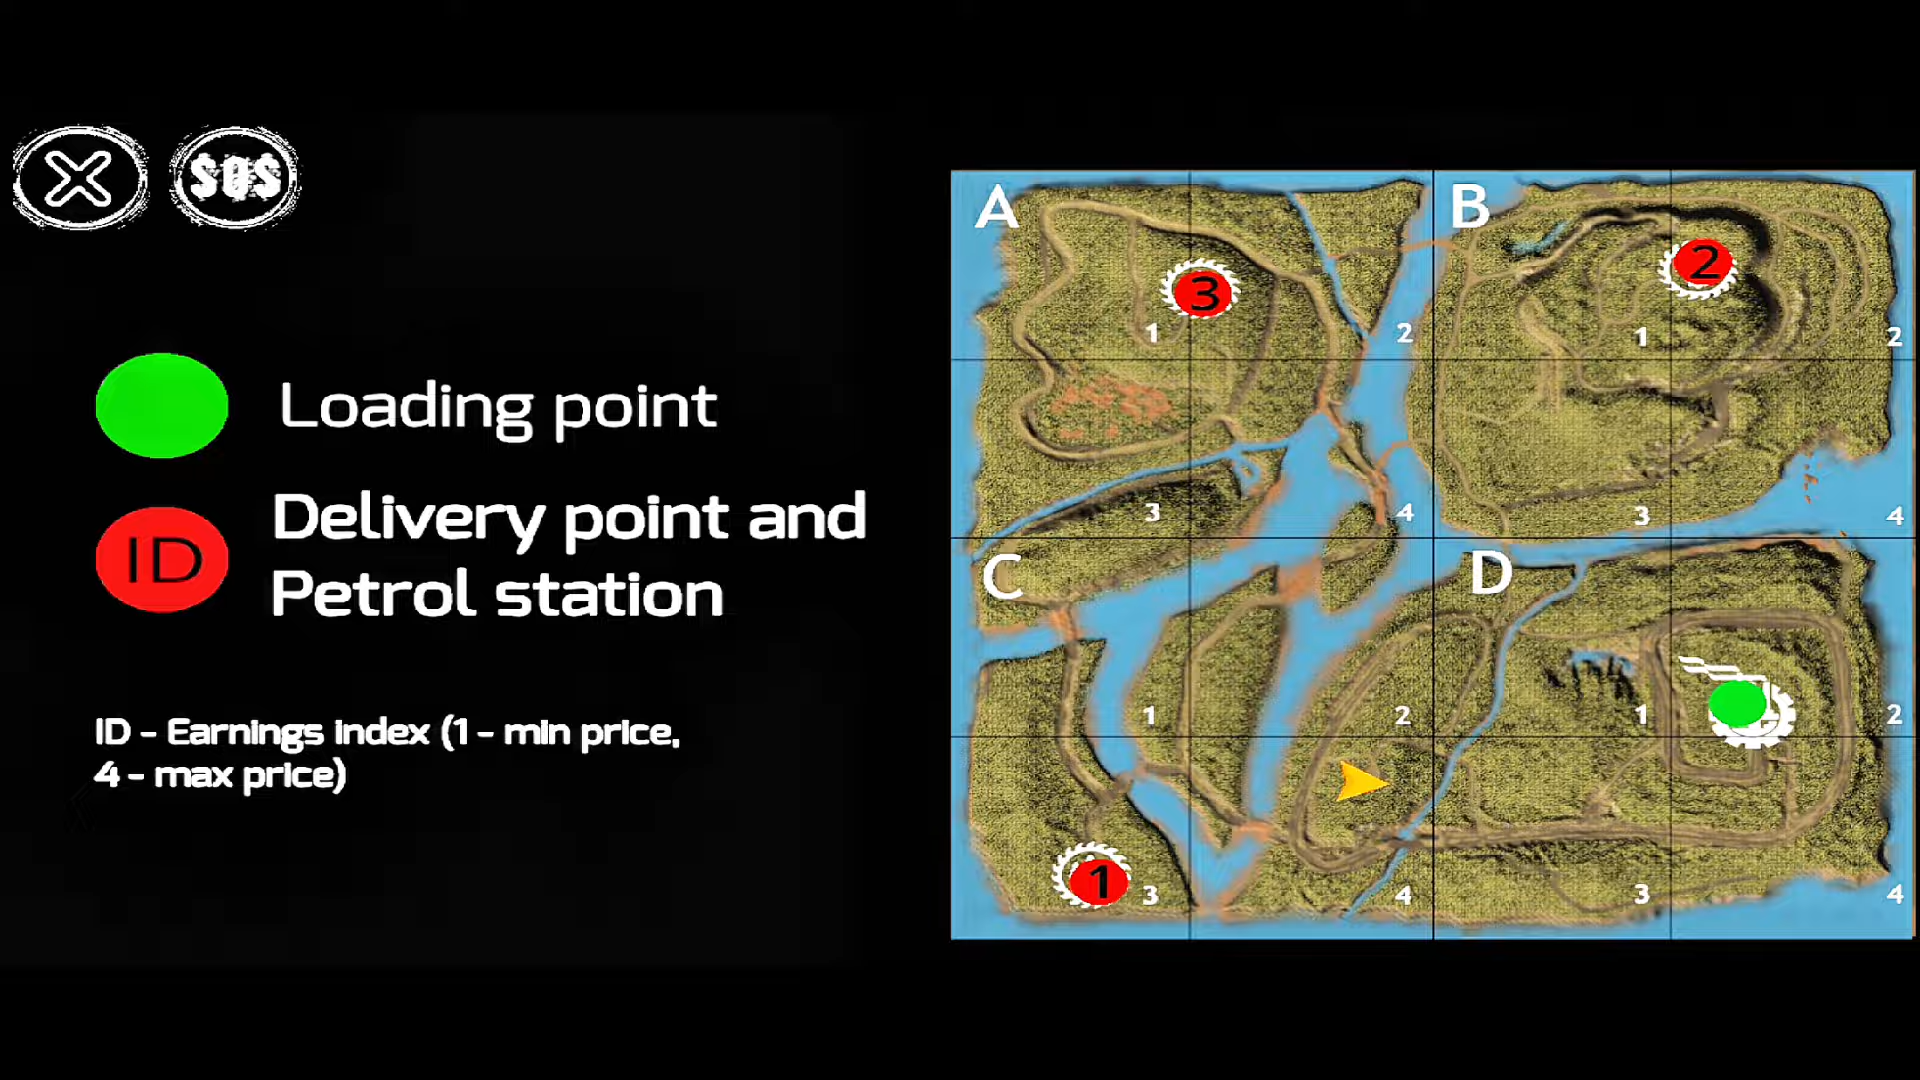 SOS
Loading point
ID
Delivery point and
Petrol station
ID - Earnings index (1 - min price,
4 - max price)
A
B
3
2
1
2
1
2
3
4
3
4
C
D
1
2
1
2
1
3
4
3
4